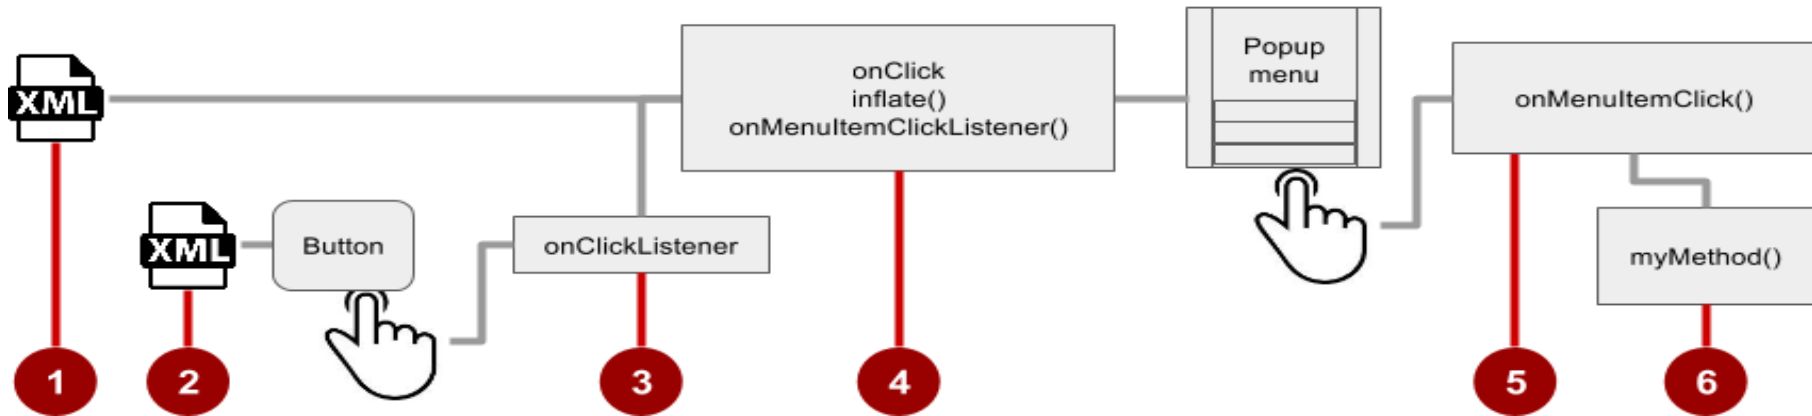 XML
onClick
inflate()
onMenuItemClickListener()
Popup
menu
onMenuItemClick()
XML
Button
onClickListener
myMethod()
1
2
3
4
5
6